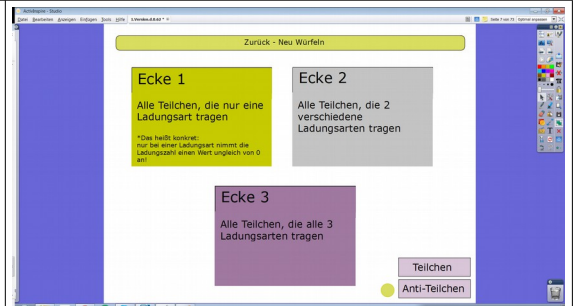 ActivInspire - Studio
Datei Bearbeiten Anzeigen Einfügen Tools Hilfe
Seite 7 von 73
Zurück - Neu Würfeln
Ecke 1
Alle Teilchen, die nur eine
Ladungsart tragen
*Das heißt konkret:
nur bei einer Ladungsart nimmt die
Ladungszahl einen Wert ungleich von 0
an!
Ecke 2
Alle Teilchen, die 2
verschiedene
Ladungsarten tragen
Ecke 3
Alle Teilchen, die alle 3
Ladungsarten tragen
Teilchen
Anti-Teilchen